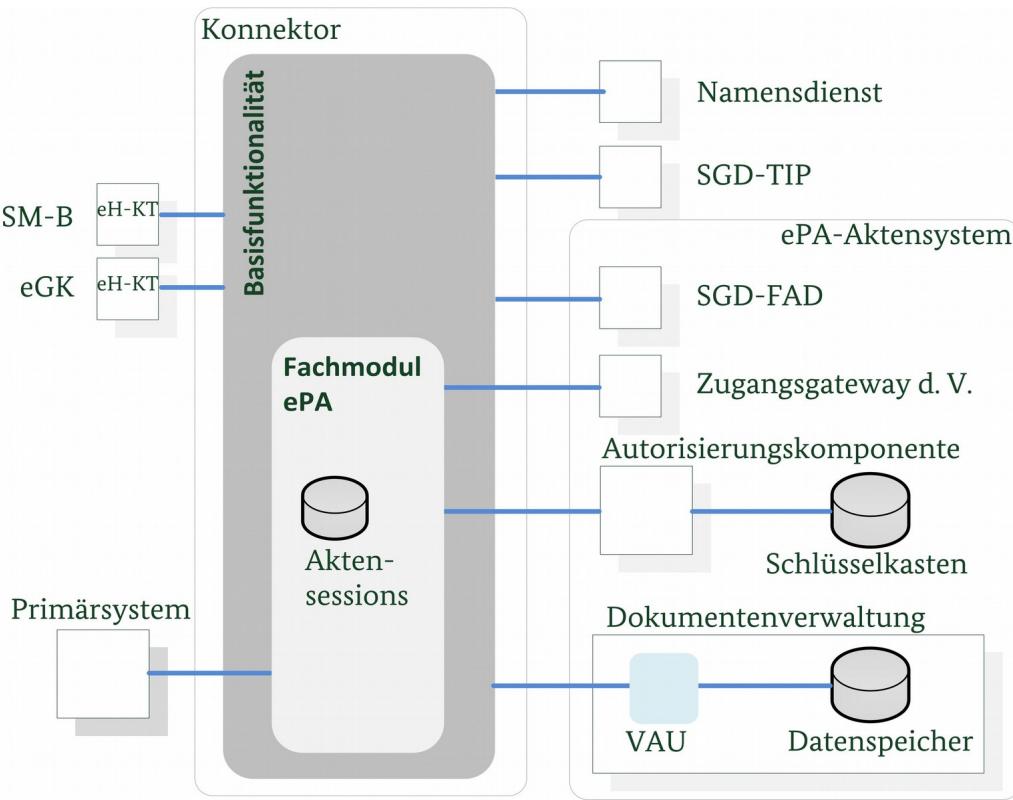 Konnektor
Basisfunktionalität
Namensdienst
SGD-TIP
SM-B
eH-KT
ePA-Aktensystem
eGK
eH-KT
SGD-FAD
Fachmodul
ePA
Zugangsgateway d. V.
Autorisierungskomponente
Akten-
sessions
Schlüsselkasten
Primärsystem
Dokumentenverwaltung
VAU
Datenspeicher